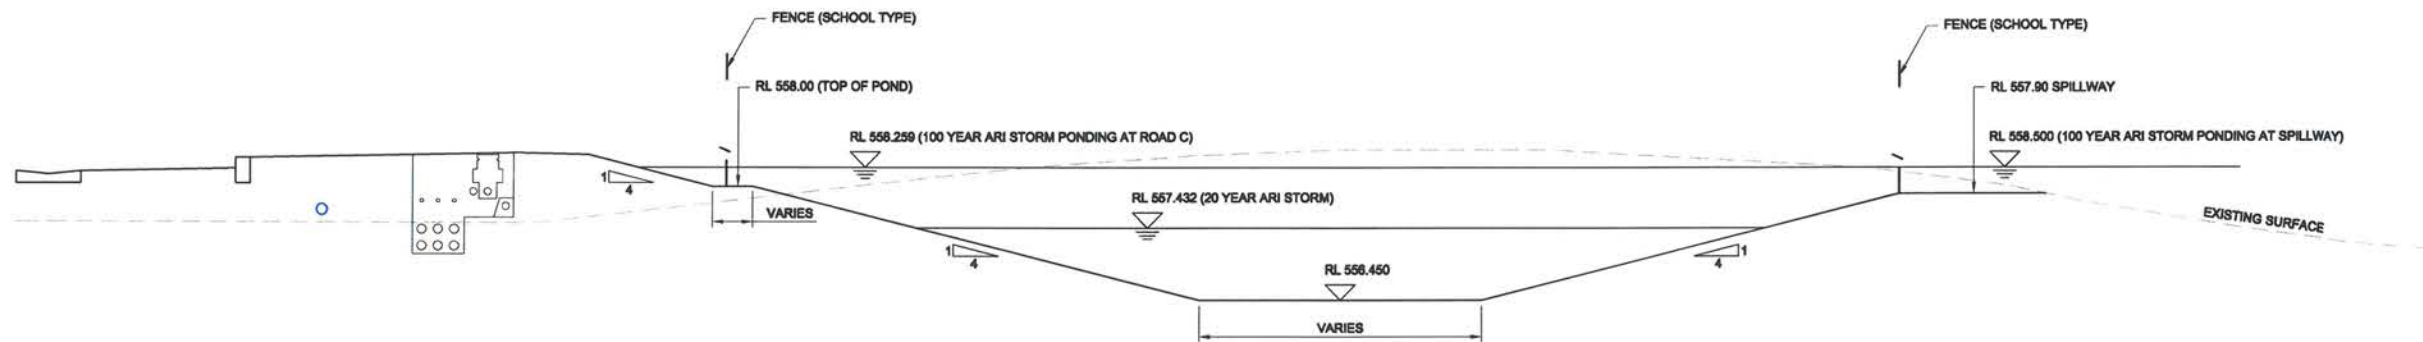 FENCE (SCHOOL TYPE)
FENCE (SCHOOL TYPE)
RL 558.00 (TOP OF POND)
RL 557.90 SPILLWAY
RL 558.259 (100 YEAR ARI STORM PONDING AT ROAD C)
RL 558.500 (100 YEAR ARI STORM PONDING AT SPILLWAY)
1
4
RL 557.432 (20 YEAR ARI STORM)
VARIES
EXISTING SURFACE
1
4
1
4
RL 556.450
VARIES